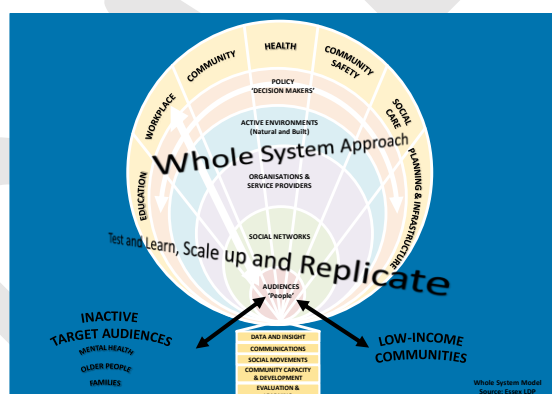 HEALTH
COMMUNITY
COMMUNITY
SAFETY
WORKPLACE
SOCIAL
CARE
EDUCATION
PLANNING & INFRASTRUCTURE
POLICY
'DECISION MAKERS'
ACTIVE ENVIRONMENTS
(Natural and Built)
Whole System Approach
ORGANISATIONS &
SERVICE PROVIDERS
SOCIAL NETWORKS
Test and Learn, Scale up and Replicate
AUDIENCES
'People'
INACTIVE
TARGET AUDIENCES
MENTAL HEALTH
OLDER PEOPLE
FAMILIES
LOW-INCOME
COMMUNITIES
DATA AND INSIGHT
COMMUNICATIONS
SOCIAL MOVEMENTS
COMMUNITY CAPACITY
& DEVELOPMENT
EVALUATION &
Whole System Model
Source: Essex LDP